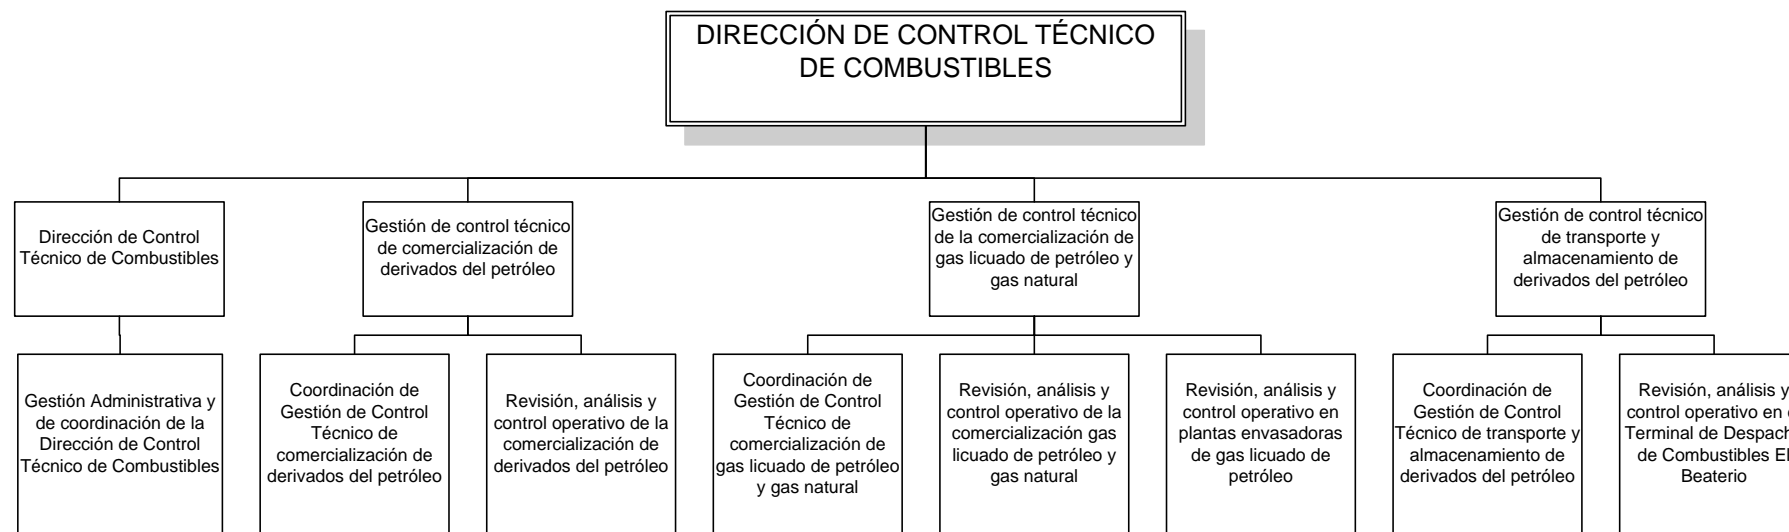 DIRECCIÓN DE CONTROL TÉCNICO
DE COMBUSTIBLES
Dirección de Control
Técnico de Combustibles
Gestión de control técnico
de comercialización de
derivados del petróleo
Gestión de control técnico
de la comercialización de
gas licuado de petróleo y
gas natural
Gestión de control técnico
de transporte y
almacenamiento de
derivados del petróleo
Gestión Administrativa y
de coordinación de la
Dirección de Control
Técnico de Combustibles
Coordinación de
Gestión de Control
Técnico de
comercialización de
derivados del petróleo
Revisión, análisis y
control operativo de la
comercialización de
derivados del petróleo
Coordinación de
Gestión de Control
Técnico de
comercialización de
gas licuado de petróleo
y gas natural
Revisión, análisis y
control operativo de la
comercialización gas
licuado de petróleo y
gas natural
Revisión, análisis y
control operativo en
plantas envasadoras
de gas licuado de
petróleo
Coordinación de
Gestión de Control
Técnico de transporte y
almacenamiento de
derivados del petróleo
Revisión, análisis y
control operativo en
Terminal de
de Combustibles El
Beaterio